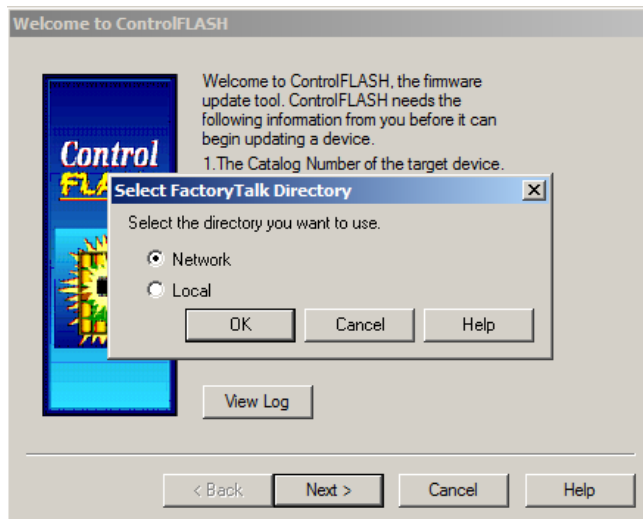 Welcome to ControlFLASH
Welcome to ControlFLASH, the firmware
update tool. ControlFLASH needs the
following information from you before it can
begin updating a device.
1.The Catalog Number of the target device.
Control
Select FactoryTalk Directory
Select the directory you want to use.
Network
Local
OK Cancel Help
View Log
< Back Next > Cancel Help